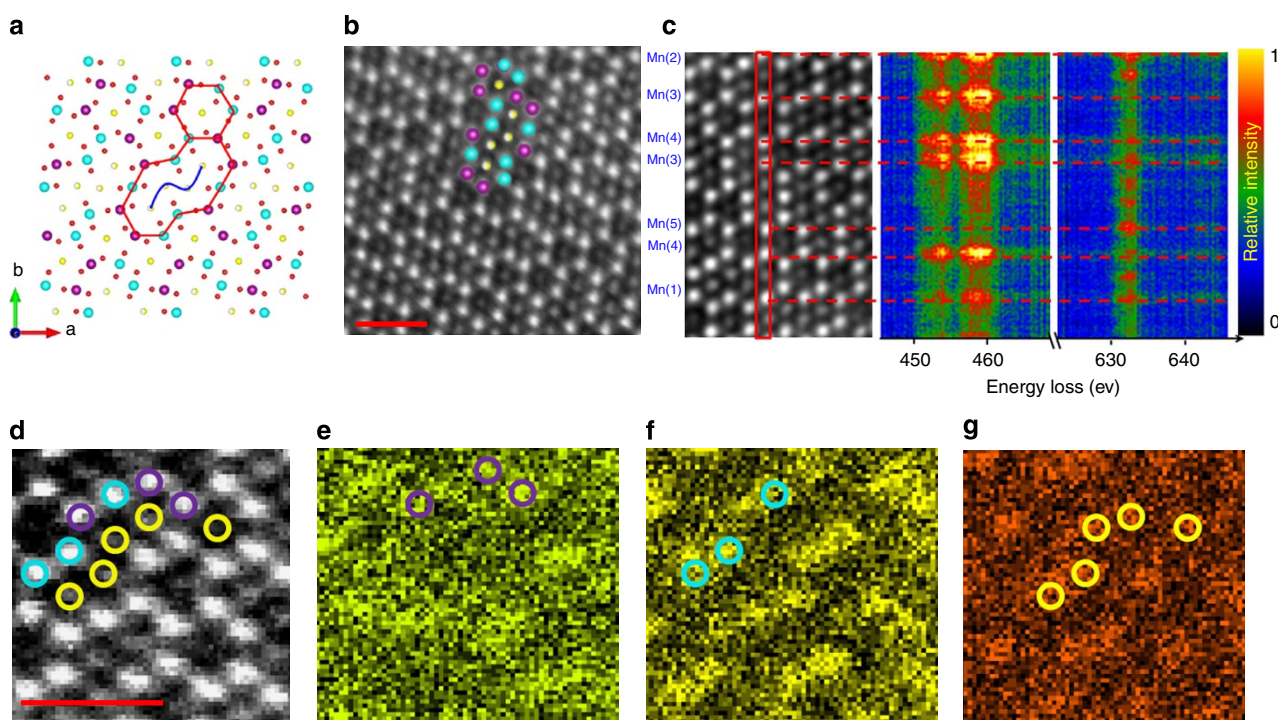 a
b
a
b
c
Mn(2)
Mn(3)
Mn(4)
Mn(3)
Mn(5)
Mn(4)
Mn(1)
450
460
630
640
Energy loss (ev)
1
Relative intensity
0
d
e
f
g